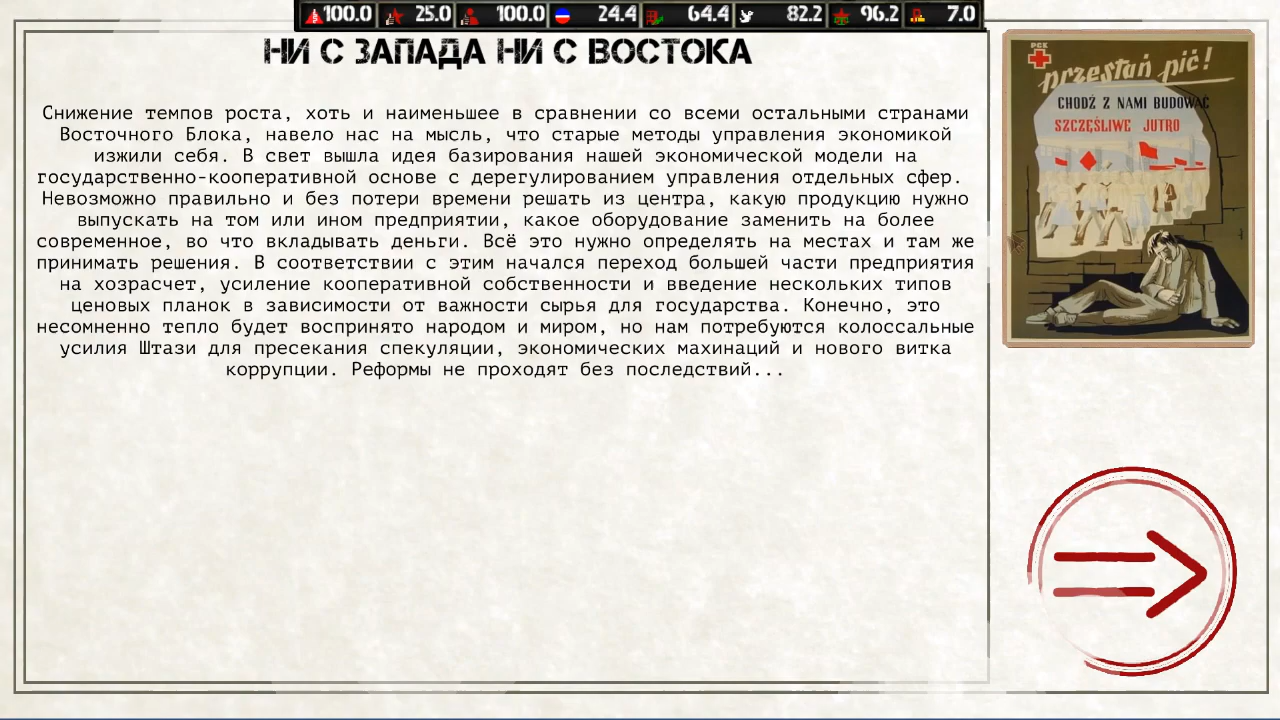 100.0 25.0 100.0 24.4 64.4 82.2 96.2 7.0
НИ С ЗАПАДА НИ С ВОСТОКА
Снижение темпов роста, хоть и наименьшее в сравнении со всеми остальными странами
Восточного Блока, навело нас на мысль, что старые методы управления экономикой
изжили себя. В свет вышла идея базирования нашей экономической модели на
государственно-кооперативной основе с дерегулированием управления отдельных сфер.
Невозможно правильно и без потери времени решать из центра, какую продукцию нужно
выпускать на том или ином предприятии, какое оборудование заменить на более
современное, во что вкладывать деньги. Всё это нужно определять на местах и там же
принимать решения. В соответствии с этим начался переход большей части предприятия
на хозрасчет, усиление кооперативной собственности и введение нескольких типов
ценовых планок в зависимости от важности сырья для государства. Конечно, это
несомненно тепло будет воспринято народом и миром, но нам потребуются колоссальные
усилия Штази для пресекания спекуляции, экономических махинаций и нового витка
коррупции. Реформы не проходят без последствий...
PCK
przestań pić!
CHODŹ Z NAMI BUDOWAĆ
SZCZĘŚLIWE JUTRO